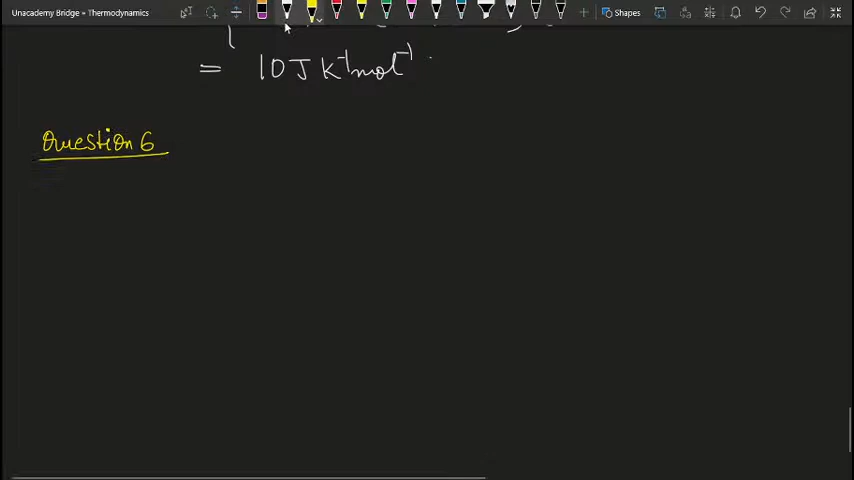 Unacademy Bridge - Thermodynamics
Shapes
= 10 J K⁻¹mol⁻¹
Question 6